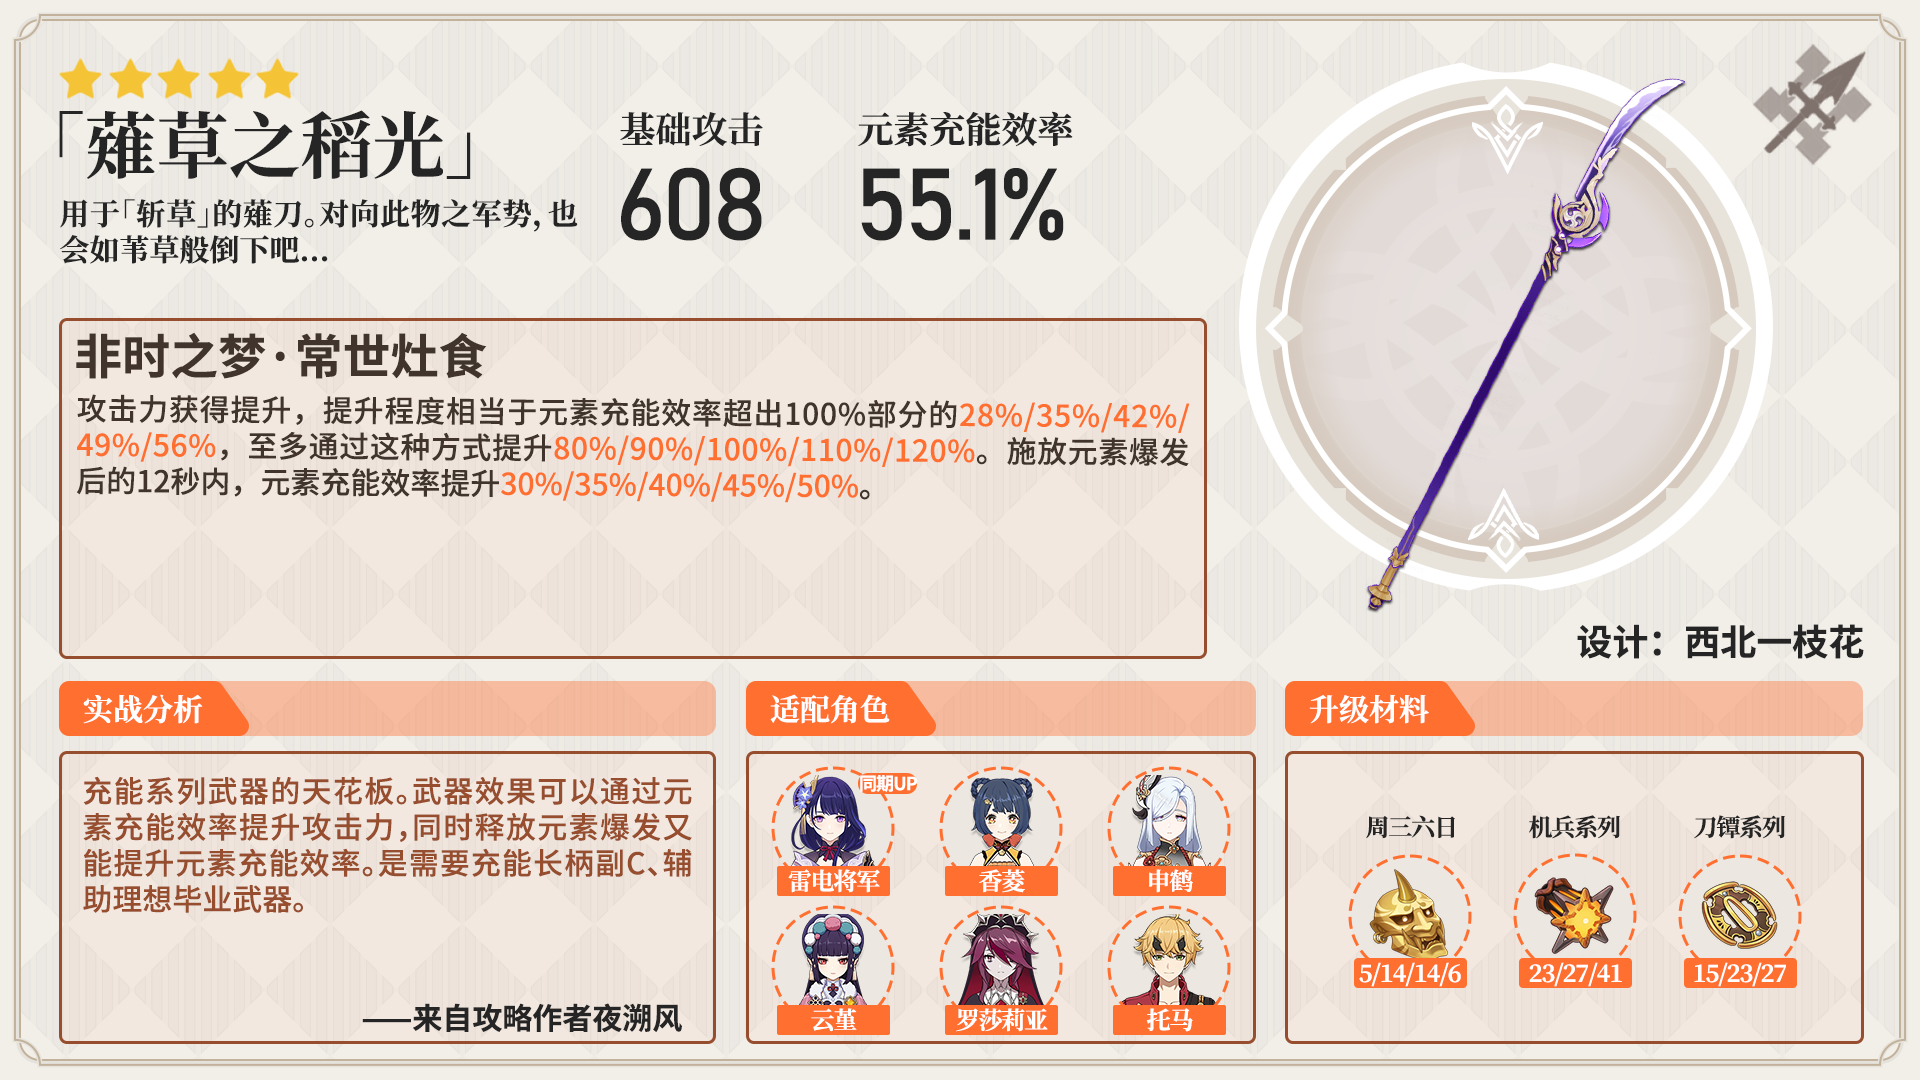 「薙草之稻光」
用于「斩草」的薙刀。对向此物之军势，也
会如苇草般倒下吧...
基础攻击
608
元素充能效率
55.1%
非时之梦·常世灶食
攻击力获得提升，提升程度相当于元素充能效率超出100%部分的28%/35%/42%/
49%/56%，至多通过这种方式提升80%/90%/100%/110%/120%。施放元素爆发
后的12秒内，元素充能效率提升30%/35%/40%/45%/50%。
设计：西北一枝花
实战分析
充能系列武器的天花板。武器效果可以通过元
素充能效率提升攻击力，同时释放元素爆发又
能提升元素充能效率。是需要充能长柄副C、辅
助理想毕业武器。
——来自攻略作者夜溯风
适配角色
同期UP
雷电将军
香菱
申鹤
云堇
罗莎莉亚
托马
升级材料
周三六日
机兵系列
刀镡系列
5/14/14/6
23/27/41
15/23/27